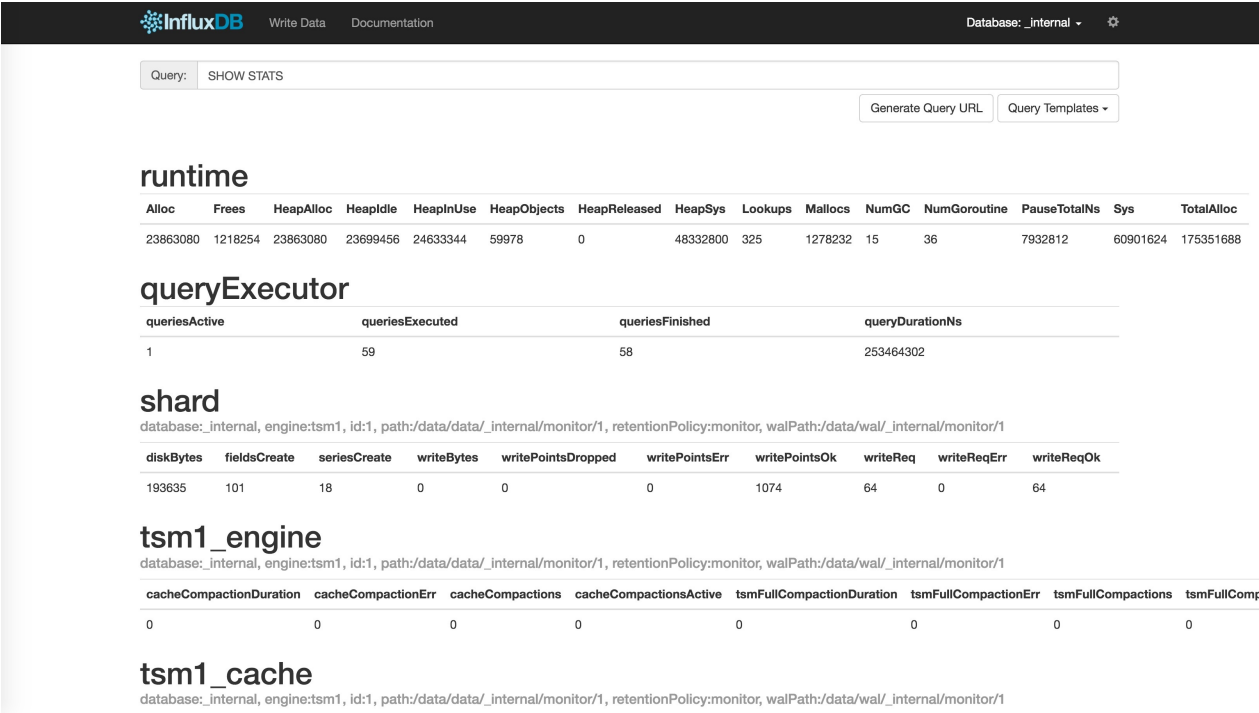 InfluxDB Write Data Documentation Database: _internal
Query: SHOW STATS
Generate Query URL Query Templates
runtime
Alloc Frees HeapAlloc HeapIdle HeapInUse HeapObjects HeapReleased HeapSys Lookups Mallocs NumGC NumGoroutine PauseTotalNs Sys TotalAlloc
23863080 1218254 23863080 23699456 24633344 59978 0 48332800 325 1278232 15 36 7932812 60901624 175351688
queryExecutor
queriesActive queriesExecuted queriesFinished queryDurationNs
1 59 58 253464302
shard
database:_internal, engine:tsm1, id:1, path:/data/data/_internal/monitor/1, retentionPolicy:monitor, walPath:/data/wal/_internal/monitor/1
diskBytes fieldsCreate seriesCreate writeBytes writePointsDropped writePointsErr writePointsOk writeReq writeReqErr writeReqOk
193635 101 18 0 0 0 1074 64 0 64
tsm1_engine
database:_internal, engine:tsm1, id:1, path:/data/data/_internal/monitor/1, retentionPolicy:monitor, walPath:/data/wal/_internal/monitor/1
cacheCompactionDuration cacheCompactionErr cacheCompactions cacheCompactionsActive tsmFullCompactionDuration tsmFullCompactionErr tsmFullCompactions tsmFullComp
0 0 0 0 0 0 0 0
tsm1_cache
database:_internal, engine:tsm1, id:1, path:/data/data/_internal/monitor/1, retentionPolicy:monitor, walPath:/data/wal/_internal/monitor/1